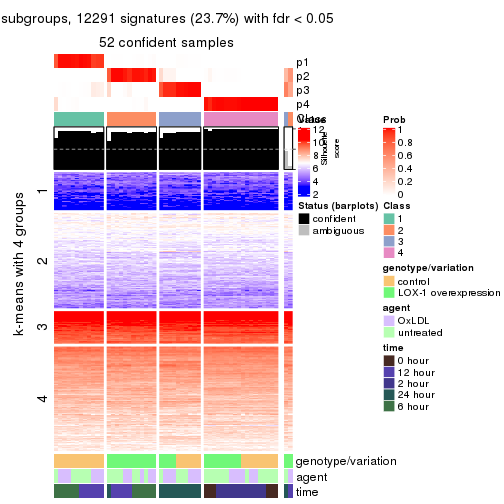 subgroups, 12291 signatures (23.7%) with fdr < 0.05
52 confident samples
p1
p2
p3
p4
Class
Value
12
10
8
6
4
2
Silhouette
score
Prob
1
0.8
0.6
0.4
0.2
0
Status (barplots)
confident
ambiguous
Class
1
2
3
4
genotype/variation
control
LOX-1 overexpression
agent
OxLDL
untreated
time
0 hour
12 hour
2 hour
24 hour
6 hour
k-means with 4 groups
1
2
3
4
genotype/variation
agent
time